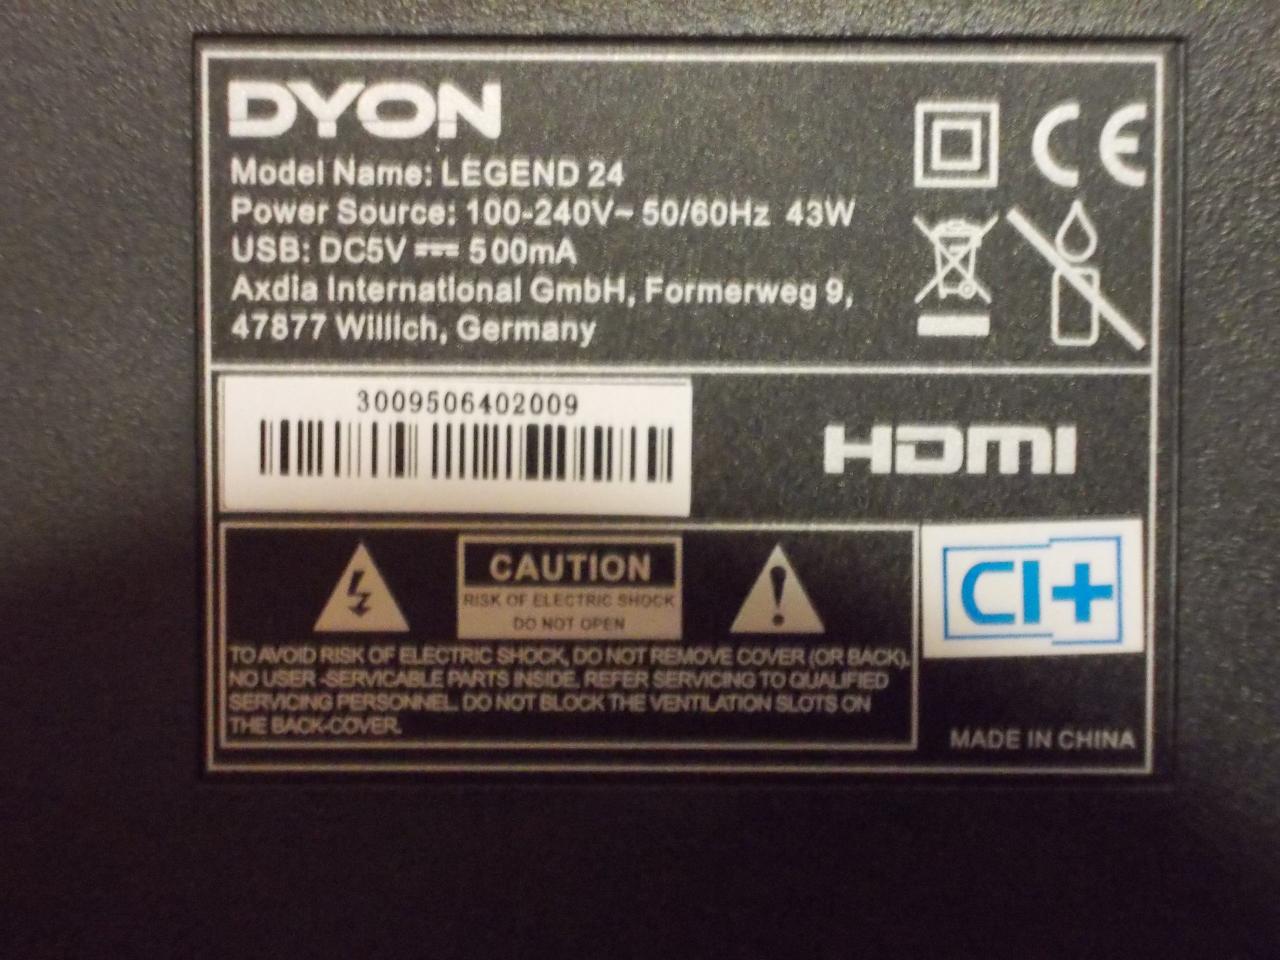 DYON
Model Name: LEGEND 24
Power Source: 100-240V~ 50/60Hz 43W
USB: DC5V ⎓ 500mA
Axdia International GmbH, Formerweg 9,
47877 Willich, Germany
CE
3009506402009
HDMI
CAUTION
RISK OF ELECTRIC SHOCK
DO NOT OPEN
TO AVOID RISK OF ELECTRIC SHOCK, DO NOT REMOVE COVER (OR BACK).
NO USER -SERVICABLE PARTS INSIDE. REFER SERVICING TO QUALIFIED
SERVICING PERSONNEL. DO NOT BLOCK THE VENTILATION SLOTS ON
THE BACK-COVER.
CI+
MADE IN CHINA